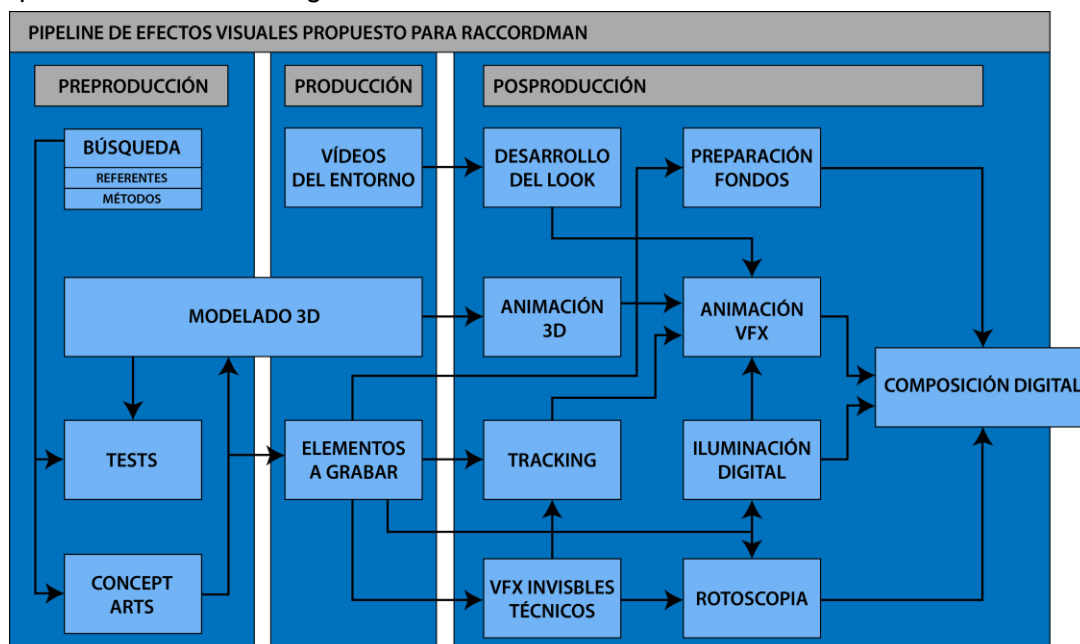 PIPELINE DE EFECTOS VISUALES PROPUESTO PARA RACCORDMAN
PREPRODUCCIÓN
PRODUCCIÓN
POSPRODUCCIÓN
BÚSQUEDA
REFERENTES
MÉTODOS
VÍDEOS
DEL ENTORNO
DESARROLLO
DEL LOOK
PREPARACIÓN
FONDOS
MODELADO 3D
ANIMACIÓN
3D
ANIMACIÓN
VFX
COMPOSICIÓN DIGITAL
TESTS
ELEMENTOS
A GRABAR
TRACKING
ILUMINACIÓN
DIGITAL
CONCEPT
ARTS
VFX INVISBLES
TÉCNICOS
ROTOSCOPIA